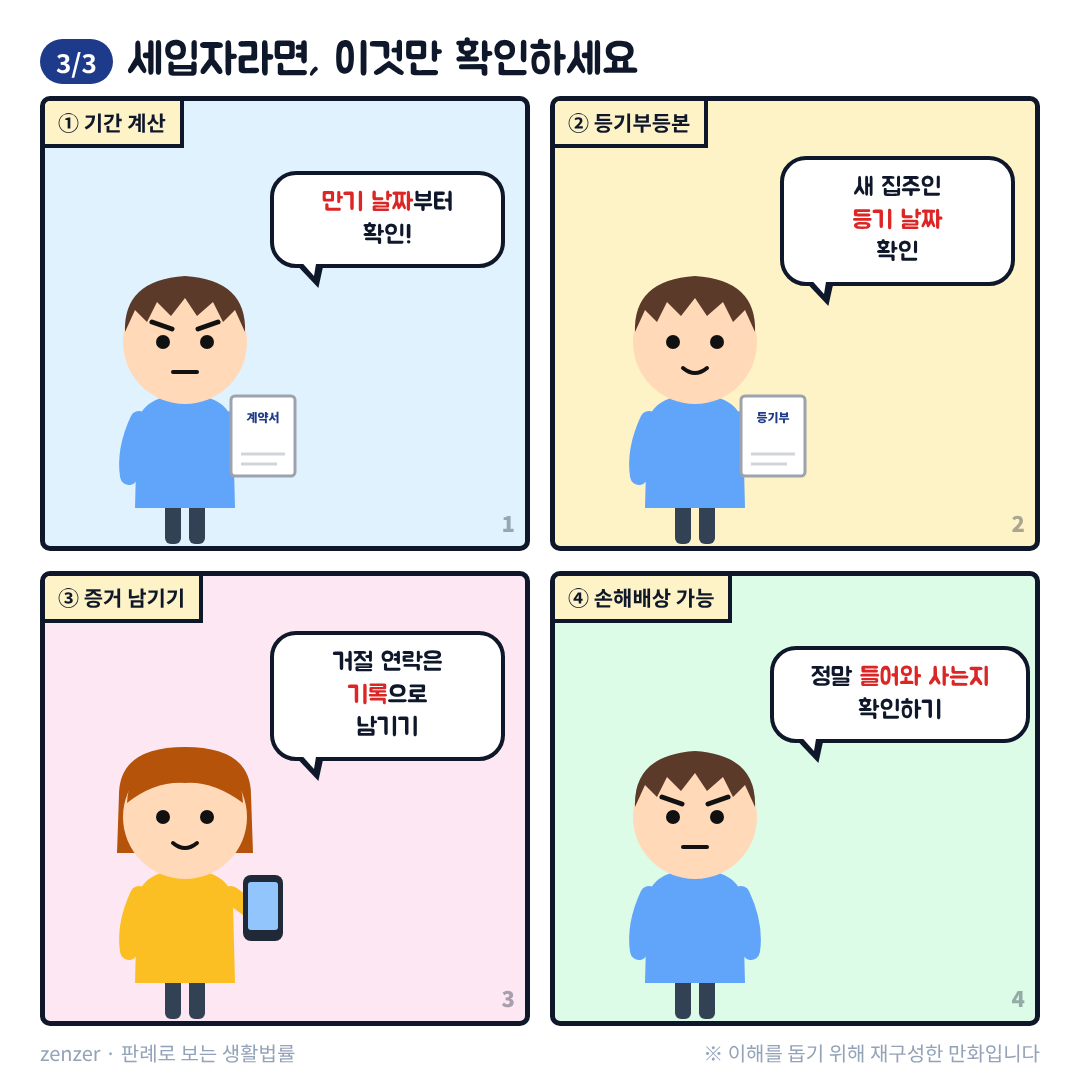 3/3 세입자라면, 이것만 확인하세요
① 기간 계산
만기 날짜부터
확인!
계약서
1
② 등기부등본
새 집주인
등기 날짜
확인
등기부
2
③ 증거 남기기
거절 연락은
기록으로
남기기
3
④ 손해배상 가능
정말 들어와 사는지
확인하기
4
zenzer · 판례로 보는 생활법률
※ 이해를 돕기 위해 재구성한 만화입니다